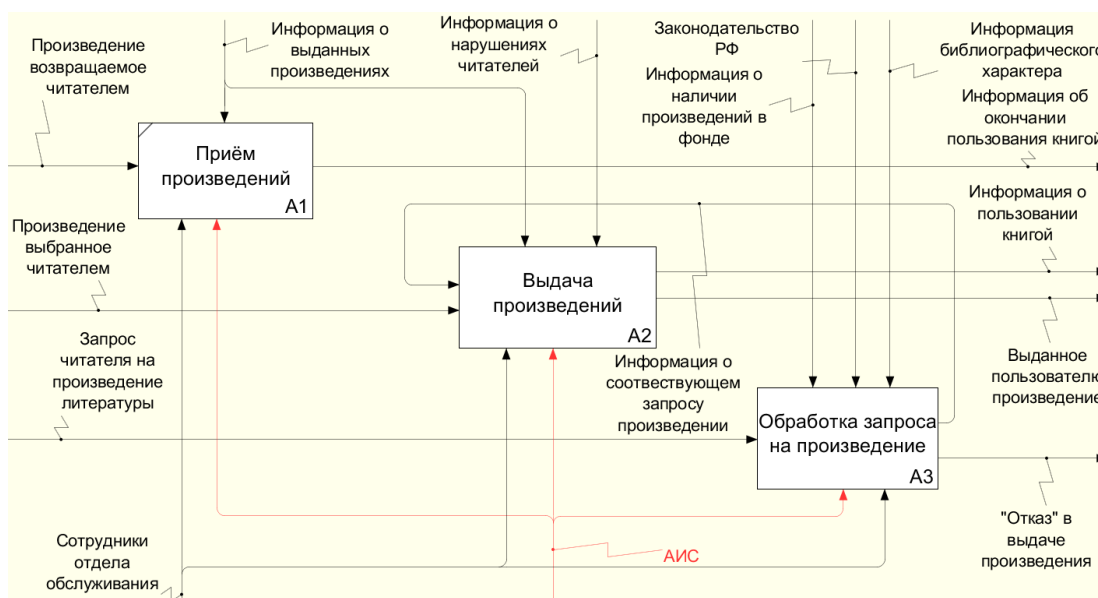 Произведение
возвращаемое
читателем
Информация о
выданных
произведениях
Информация о
нарушениях
читателей
Законодательство
РФ
Информация о
наличии
произведений в
фонде
Информация
библиографического
характера
Информация об
окончании
пользования книгой
Приём
произведений
A1
Произведение
выбранное
читателем
Информация о
пользовании
книгой
Выдача
произведений
A2
Запрос
читателя на
произведение
литературы
Информация о
соотвествующем
запросу
произведении
Выданное
пользователю
произведение
Обработка запроса
на произведение
A3
"Отказ" в
выдаче
произведения
Сотрудники
отдела
обслуживания
АИС